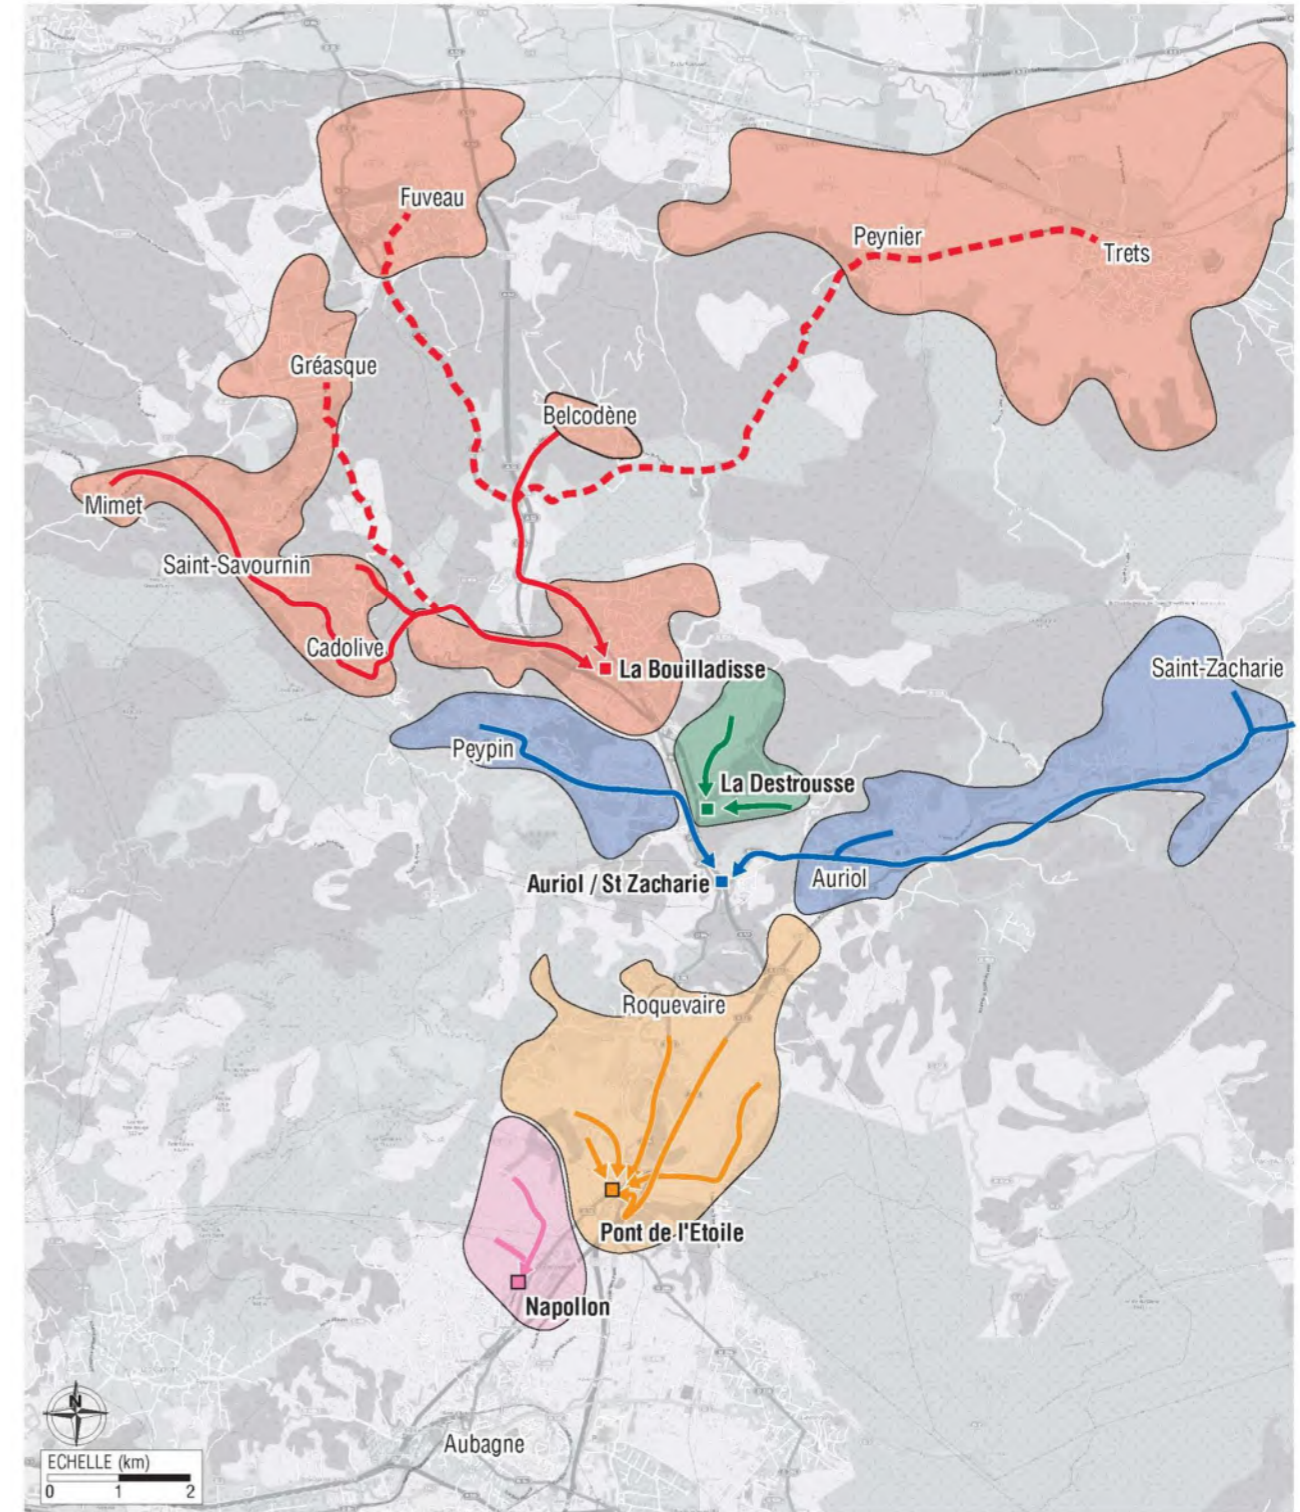 Fuveau
Peynier
Trets
Gréasque
Belcodène
Mimet
Saint-Savournin
Cadolive
La Bouilladisse
Saint-Zacharie
Peypin
La Destrousse
Auriol / St Zacharie
Auriol
Roquevaire
Pont de l'Etoile
Napollon
Aubagne
N
ECHELLE (km)
0 1 2